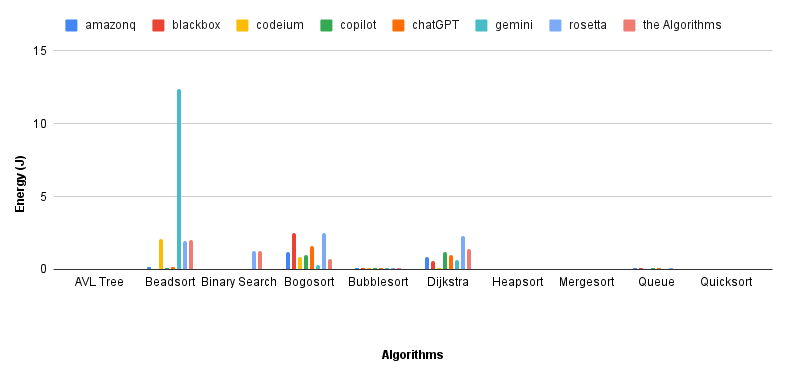 amazonq blackbox codeium copilot chatGPT gemini rosetta the Algorithms
15
10
5
0
Energy (J)
AVL Tree Beadsort Binary Search Bogosort Bubblesort Dijkstra Heapsort Mergesort Queue Quicksort
Algorithms